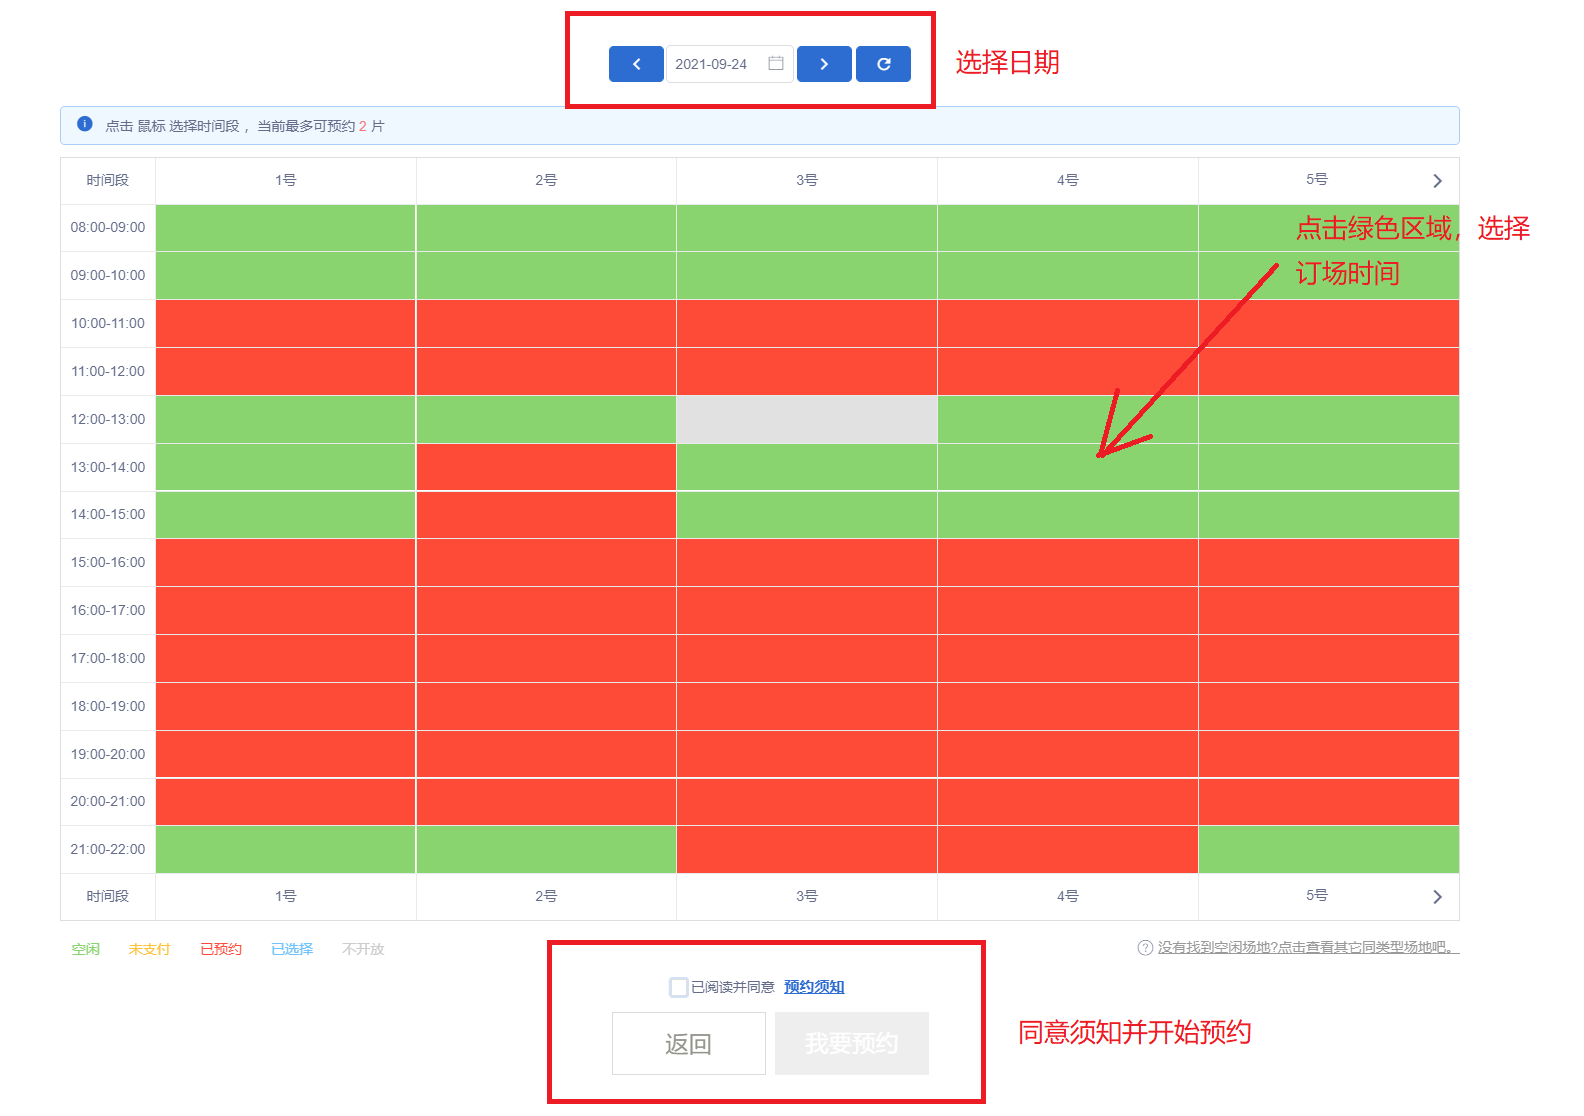 2021-09-24
选择日期
点击 鼠标 选择时间段 ，当前最多可预约 2 片
时间段 1号 2号 3号 4号 5号
08:00-09:00
点击绿色区域，选择
订场时间
09:00-10:00
10:00-11:00
11:00-12:00
12:00-13:00
13:00-14:00
14:00-15:00
15:00-16:00
16:00-17:00
17:00-18:00
18:00-19:00
19:00-20:00
20:00-21:00
21:00-22:00
时间段 1号 2号 3号 4号 5号
空闲 未支付 已预约 已选择 不开放
没有找到空闲场地?点击查看其它同类型场地吧。
已阅读并同意 预约须知
返回 我要预约
同意须知并开始预约